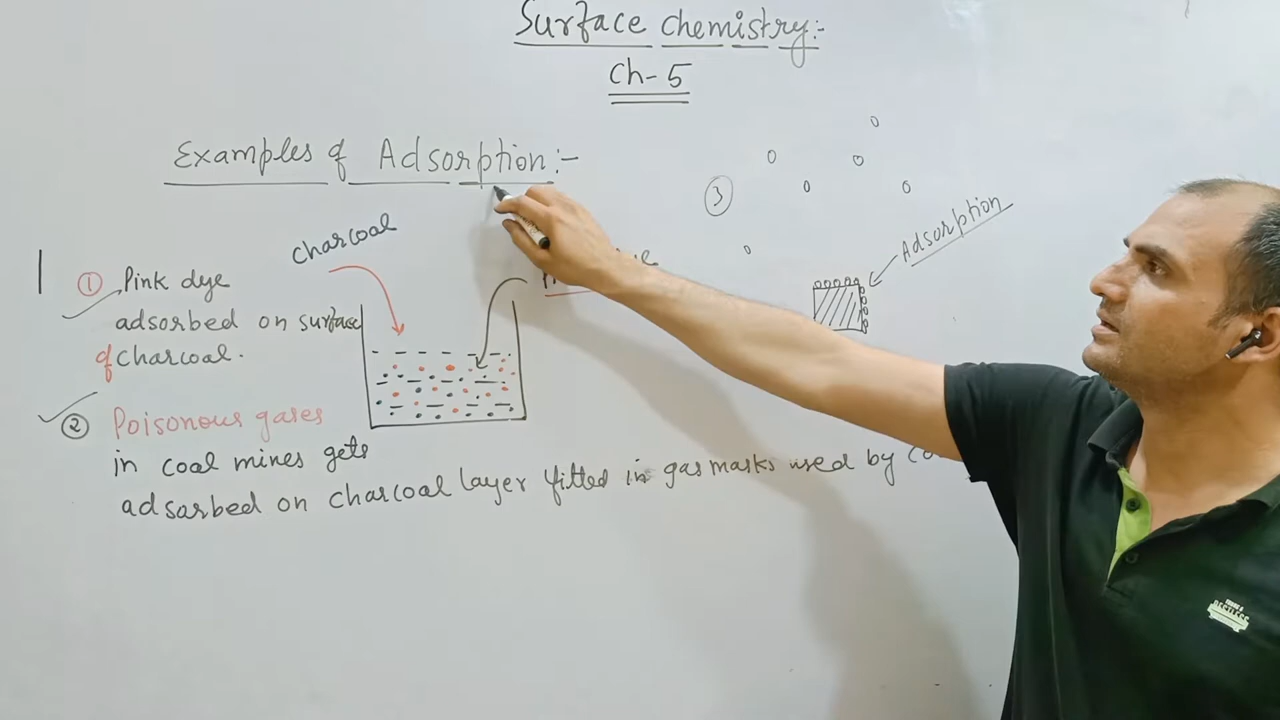 Surface chemistry:-
Ch-5
Examples of Adsorption:-
③
charcoal
Adsorption
① Pink dye
adsorbed on surface
of charcoal.
② Poisonous gases
in coal mines gets
adsarbed on charcoal layer fitted in gas masks used by